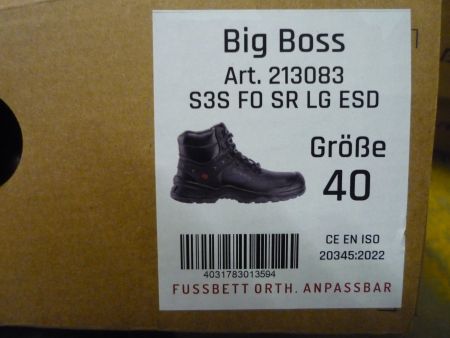 Big Boss
Art. 213083
S3S FO SR LG ESD
Größe
40
CE EN ISO
20345:2022
4031783013594
FUSSBETT ORTH. ANPASSBAR